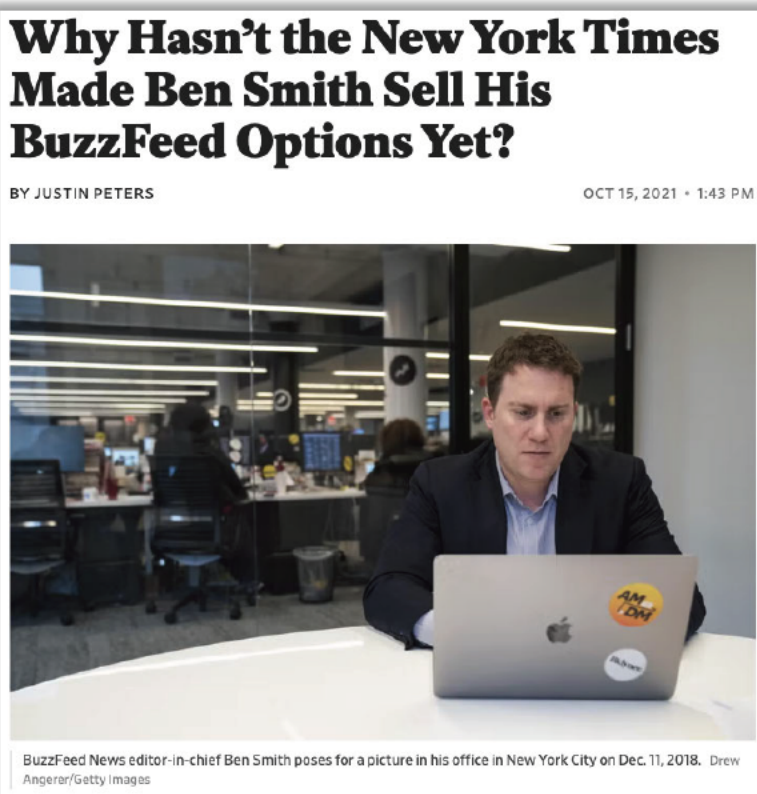 Why Hasn't the New York Times
Made Ben Smith Sell His
BuzzFeed Options Yet?
BY JUSTIN PETERS OCT 15, 2021 • 1:43 PM
AM
DM
BuzzFeed News editor-in-chief Ben Smith poses for a picture in his office in New York City on Dec. 11, 2018. Drew
Angerer/Getty Images